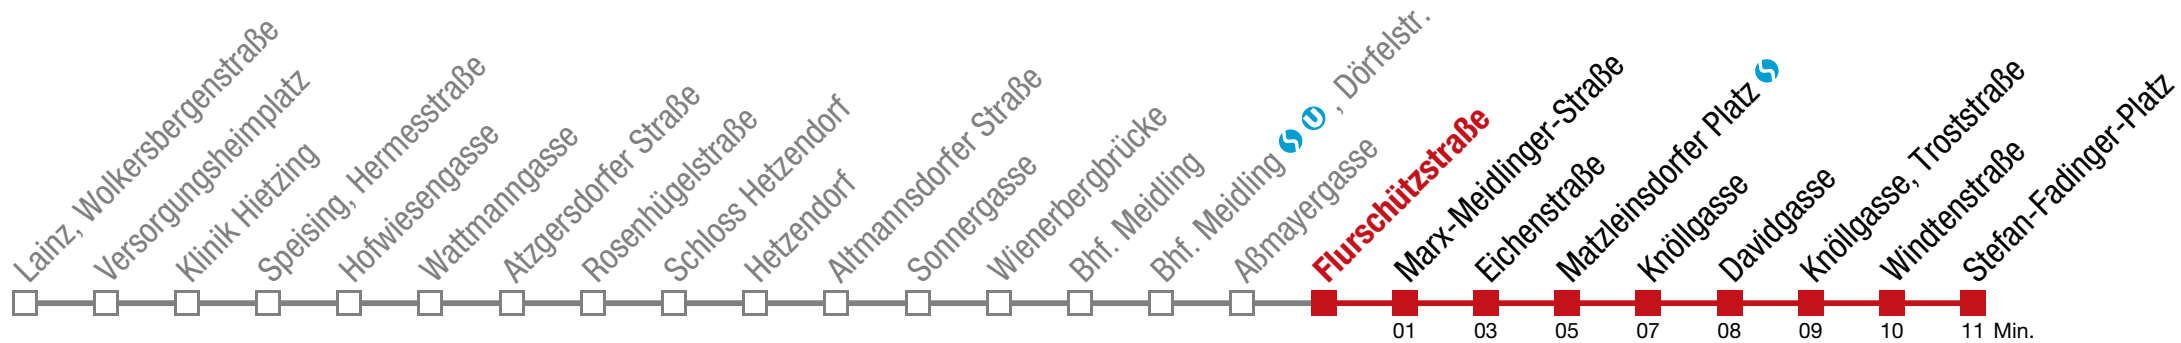 Lainz, Wolkersbergenstraße
Versorgungsheimplatz
Klinik Hietzing
Speising, Hermesstraße
Hofwiesengasse
Wattmanngasse
Atzgersdorfer Straße
Rosenhügelstraße
Schloss Hetzendorf
Hetzendorf
Altmannsdorfer Straße
Sonnergasse
Wienerbergbrücke
Bhf. Meidling
Bhf. Meidling S U , Dörfelstr.
Aßmayergasse
Flurschützstraße
Marx-Meidlinger-Straße
Eichenstraße
Matzleinsdorfer Platz S
Knöllgasse
Davidgasse
Knöllgasse, Troststraße
Windtenstraße
Stefan-Fadinger-Platz
01 03 05 07 08 09 10 11 Min.